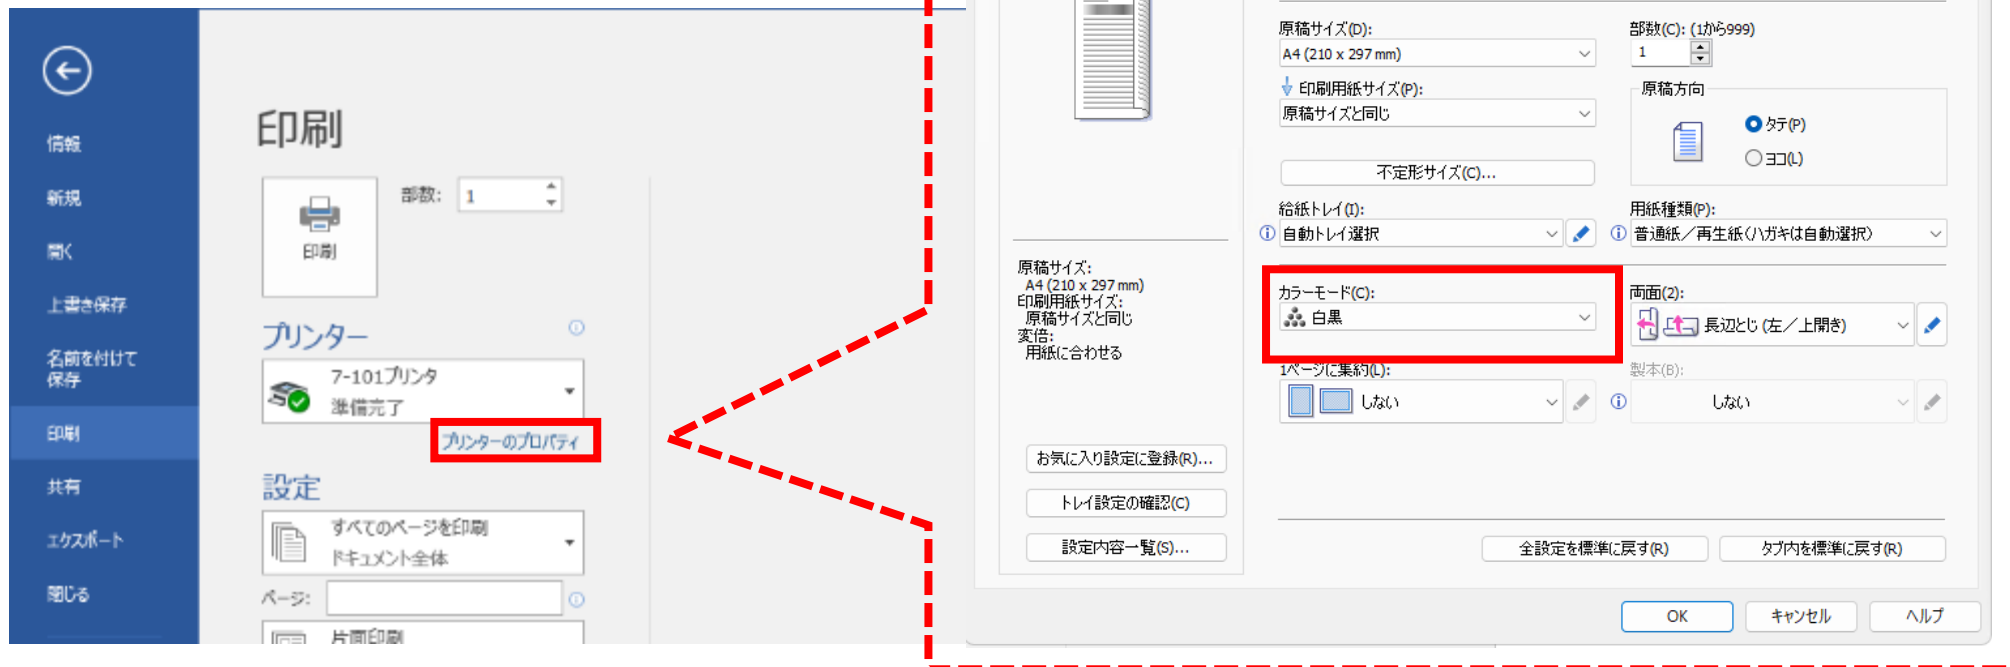 情報
新規
開く
上書き保存
名前を付けて
保存
印刷
共有
エクスポート
閉じる
印刷
印刷
部数: 1
プリンター
7-101プリンタ
準備完了
プリンターのプロパティ
設定
すべてのページを印刷
ドキュメント全体
ページ:
片面印刷
原稿サイズ:
A4 (210 x 297 mm)
印刷用紙サイズ:
原稿サイズと同じ
変倍:
用紙に合わせる
お気に入り設定に登録(R)...
トレイ設定の確認(C)
設定内容一覧(S)...
原稿サイズ(D):
A4 (210 x 297 mm)
印刷用紙サイズ(P):
原稿サイズと同じ
不定形サイズ(C)...
給紙トレイ(I):
自動トレイ選択
カラーモード(C):
白黒
1ページに集約(L):
しない
部数(C): (1から999)
1
原稿方向
タテ(P)
ヨコ(L)
用紙種類(P):
普通紙／再生紙(ハガキは自動選択)
両面(2):
長辺とじ (左／上開き)
製本(B):
しない
全設定を標準に戻す(R)
タブ内を標準に戻す(R)
OK
キャンセル
ヘルプ